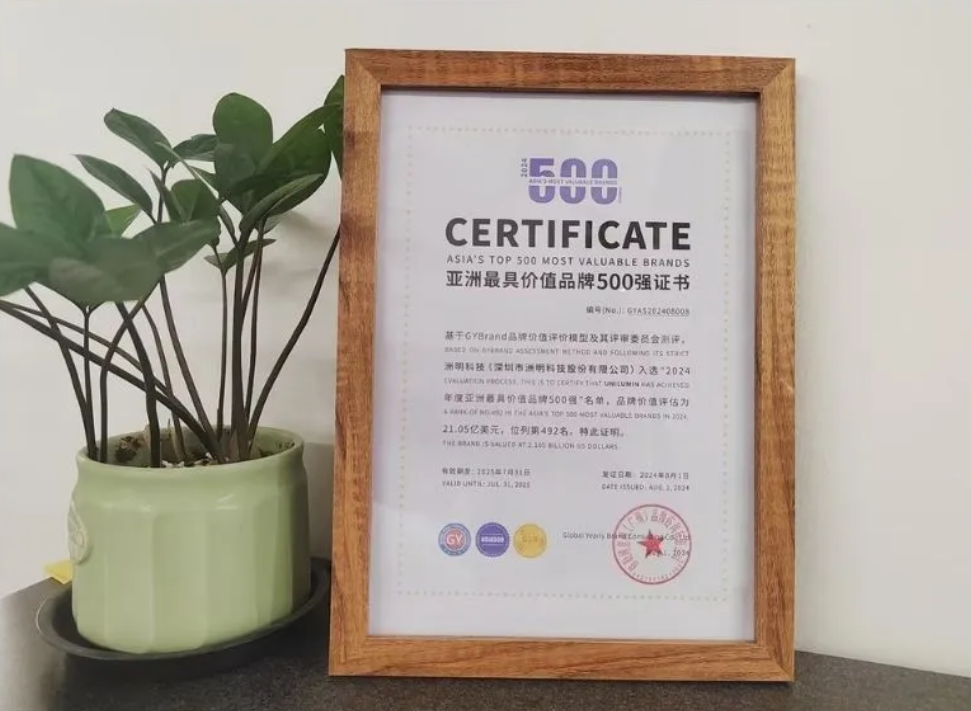 2024
500
ASIA'S MOST VALUABLE BRANDS
CERTIFICATE
ASIA'S TOP 500 MOST VALUABLE BRANDS
亚洲最具价值品牌500强证书
编号(No.): GYAS202408008
基于GYBrand品牌价值评价模型及其评审委员会测评，
BASED ON GYBRAND ASSESSMENT METHOD AND FOLLOWING ITS STRICT
洲明科技（深圳市洲明科技股份有限公司）入选“2024
EVALUATION PROCESS, THIS IS TO CERTIFY THAT UNILUMIN HAS ACHIEVED
年度亚洲最具价值品牌500强”名单，品牌价值评估为
A RANK OF NO.492 IN THE ASIA'S TOP 500 MOST VALUABLE BRANDS IN 2024.
21.05亿美元，位列第492名，特此证明。
THE BRAND IS VALUED AT BILLION US DOLLARS.
有效期至：2025年7月31日
VALID UNTIL: JUL. 31, 2025
发证日期：2024年8月1日
DATE ISSUED: AUG. 1, 2024
GY
Global Yearly Brand Consulting Co., Ltd
2024